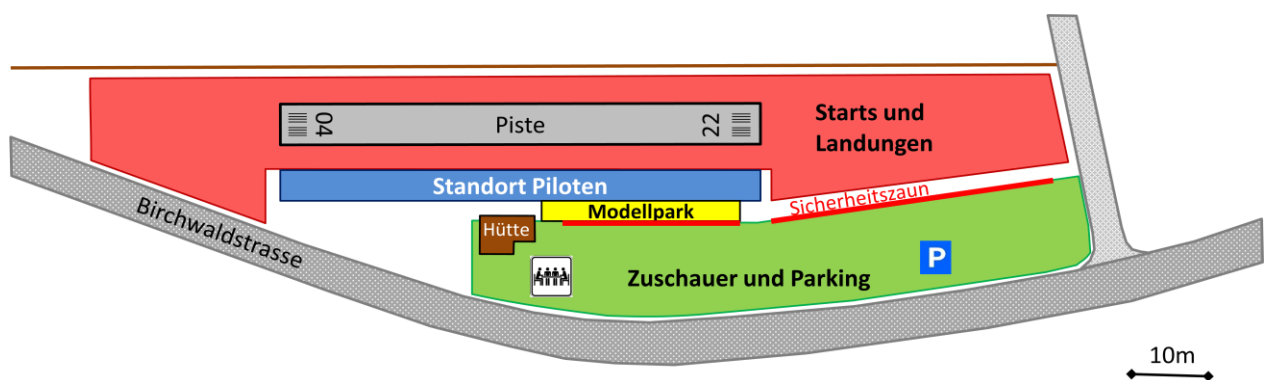 Starts und
Landungen
04
Piste
22
Standort Piloten
Sicherheitszaun
Modellpark
Hütte
Birchwaldstrasse
P
Zuschauer und Parking
10m